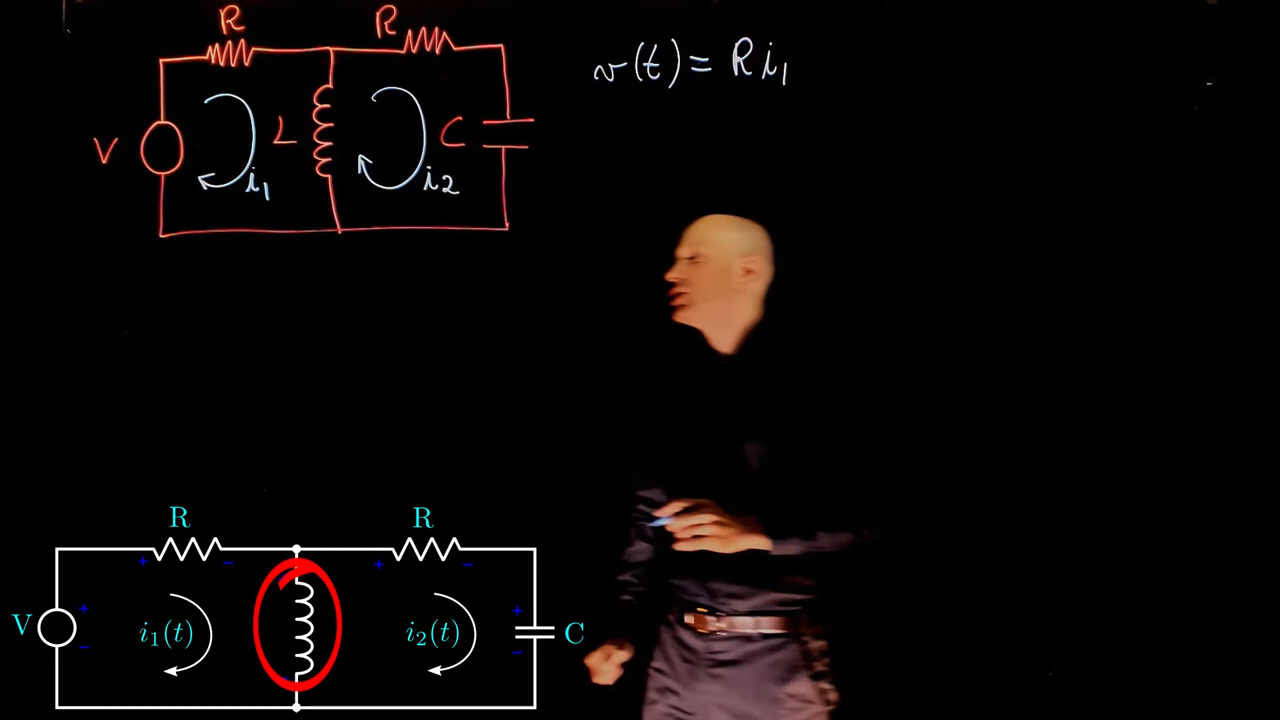 R R
v(t) = R i₁
V L C
i₁ i₂
R R
+ − + −
V + − i₁(t) i₂(t) + − C